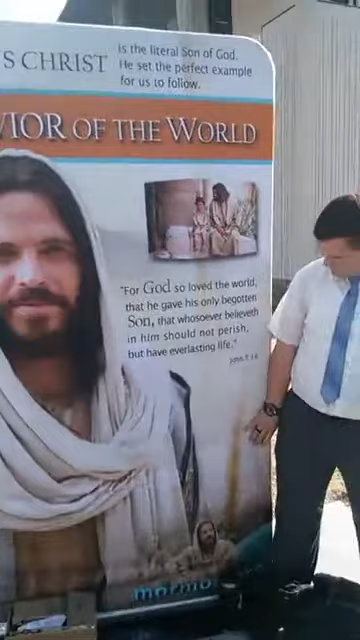 S CHRIST
is the literal Son of God.
He set the perfect example
for us to follow.
VIOR OF THE WORLD
"For God so loved the world,
that he gave his only begotten
Son, that whosoever believeth
in him should not perish,
but have everlasting life."
John 3:16
mormo